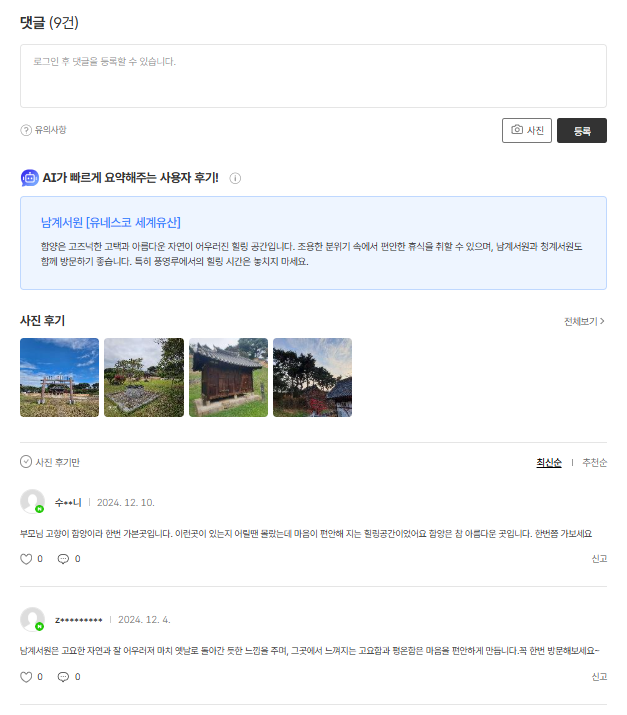 댓글 (9건)
로그인 후 댓글을 등록할 수 있습니다.
유의사항
사진
등록
AI가 빠르게 요약해주는 사용자 후기!
남계서원 [유네스코 세계유산]
함양은 고즈넉한 고택과 아름다운 자연이 어우러진 힐링 공간입니다. 조용한 분위기 속에서 편안한 휴식을 취할 수 있으며, 남계서원과 청계서원도
함께 방문하기 좋습니다. 특히 풍영루에서의 힐링 시간은 놓치지 마세요.
사진 후기
전체보기 >
사진 후기만
최신순 | 추천순
수**니 | 2024. 12. 10.
부모님 고향이 함양이라 한번 가본곳입니다. 이런곳이 있는지 어릴땐 몰랐는데 마음이 편안해 지는 힐링공간이었어요 함양은 참 아름다운 곳입니다. 한번쯤 가보세요
0 0 신고
z********* | 2024. 12. 4.
남계서원은 고요한 자연과 잘 어우러져 마치 옛날로 돌아간 듯한 느낌을 주며, 그곳에서 느껴지는 고요함과 평온함은 마음을 편안하게 만듭니다.꼭 한번 방문해보세요~
0 0 신고